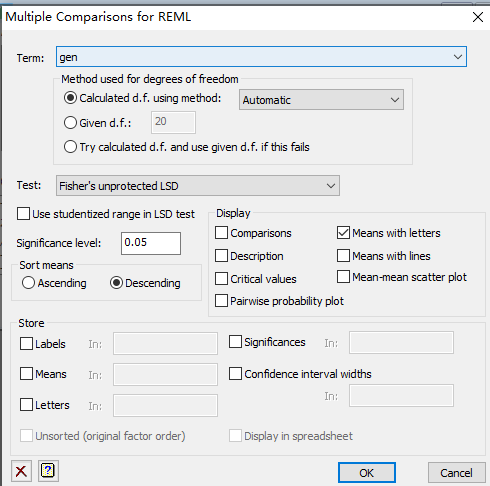 Multiple Comparisons for REML
Term: gen
Method used for degrees of freedom
Calculated d.f. using method: Automatic
Given d.f.: 20
Try calculated d.f. and use given d.f. if this fails
Test: Fisher's unprotected LSD
Use studentized range in LSD test
Significance level: 0.05
Sort means
Ascending Descending
Display
Comparisons Means with letters
Description Means with lines
Critical values Mean-mean scatter plot
Pairwise probability plot
Store
Labels In: Significances In:
Means In: Confidence interval widths
In:
Letters In:
Unsorted (original factor order) Display in spreadsheet
? OK Cancel